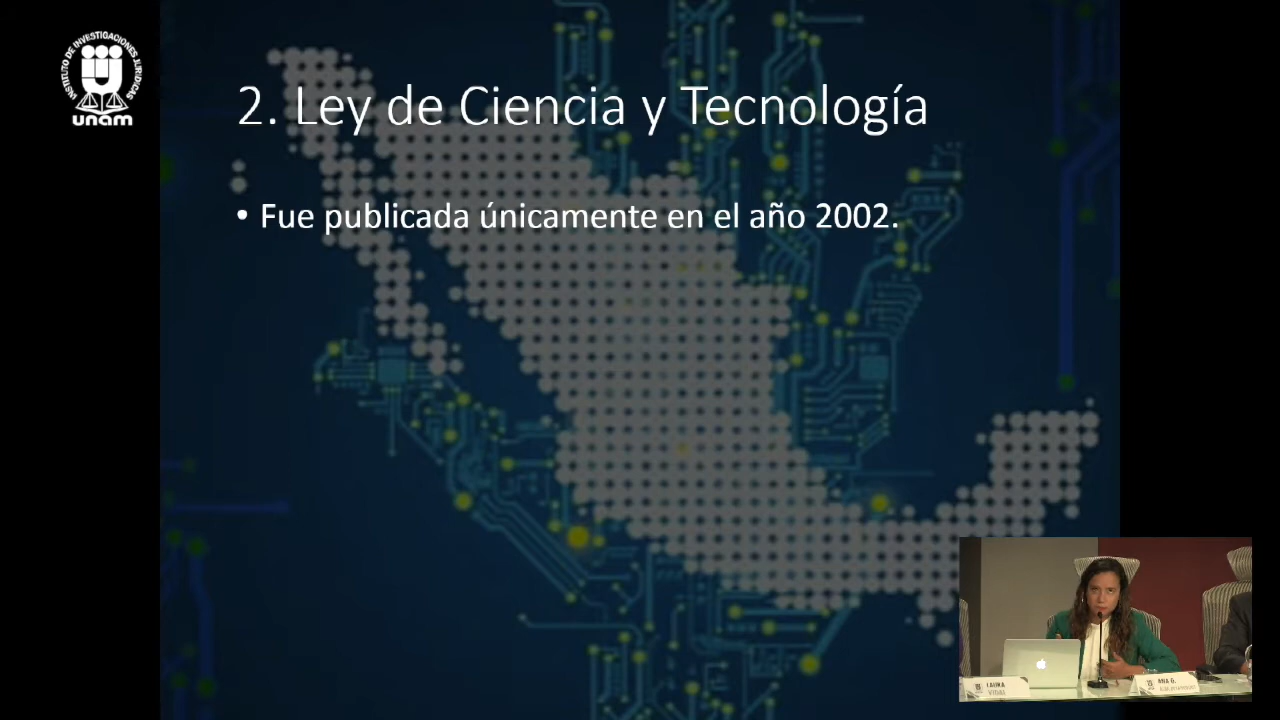 INSTITUTO DE INVESTIGACIONES JURIDICAS
unam
2. Ley de Ciencia y Tecnología
• Fue publicada únicamente en el año 2002.
LAURA
VIDAL
ANA G.